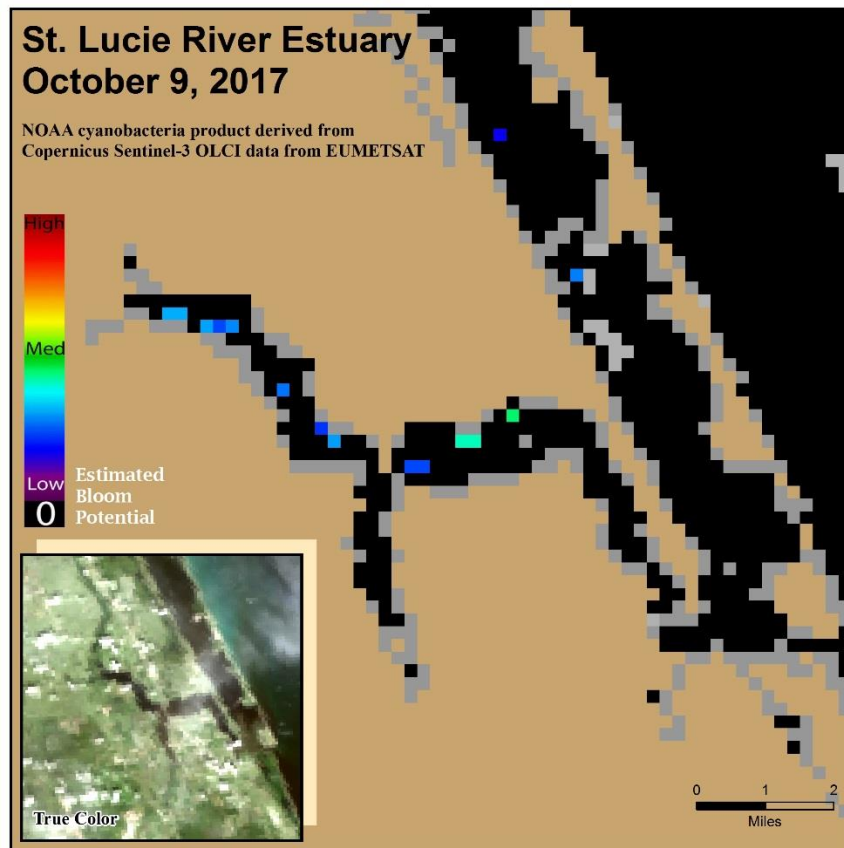 St. Lucie River Estuary
October 9, 2017
NOAA cyanobacteria product derived from
Copernicus Sentinel-3 OLCI data from EUMETSAT
High
Med
Low
0
Estimated
Bloom
Potential
True Color
0 1 2
Miles